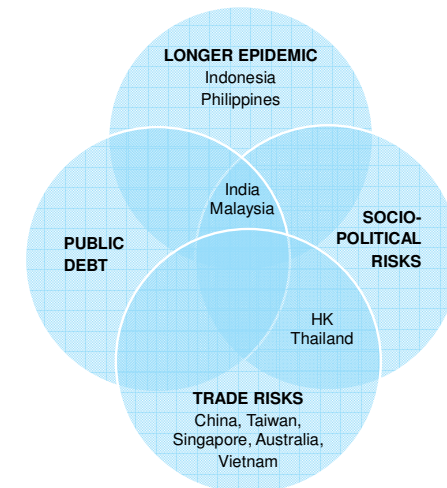 LONGER EPIDEMIC
Indonesia
Philippines
India
Malaysia
SOCIO-
POLITICAL
RISKS
PUBLIC
DEBT
HK
Thailand
TRADE RISKS
China, Taiwan,
Singapore, Australia,
Vietnam